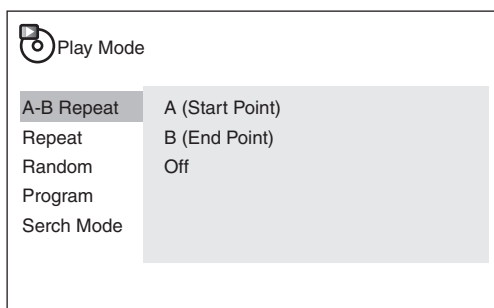 Play Mode
A-B Repeat
Repeat
Random
Program
Serch Mode
A (Start Point)
B (End Point)
Off